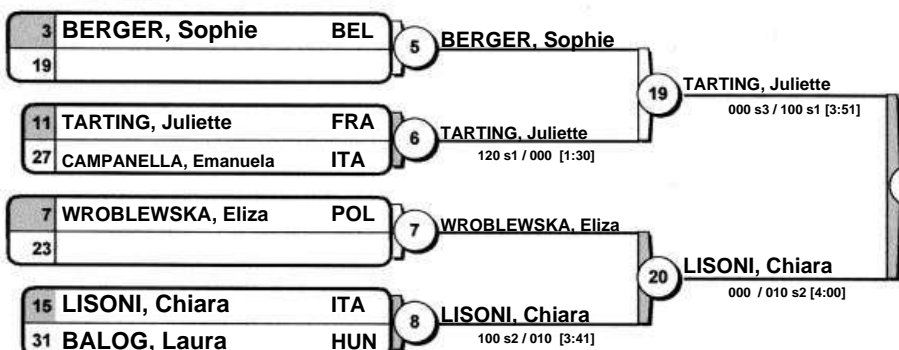 3 BERGER, Sophie BEL
19
5
BERGER, Sophie
11 TARTING, Juliette FRA
27 CAMPANELLA, Emanuela ITA
6
TARTING, Juliette
120 s1 / 000 [1:30]
19
TARTING, Juliette
000 s3 / 100 s1 [3:51]
7 WROBLEWSKA, Eliza POL
23
7
WROBLEWSKA, Eliza
15 LISONI, Chiara ITA
31 BALOG, Laura HUN
8
LISONI, Chiara
100 s2 / 010 [3:41]
20
LISONI, Chiara
000 / 010 s2 [4:00]